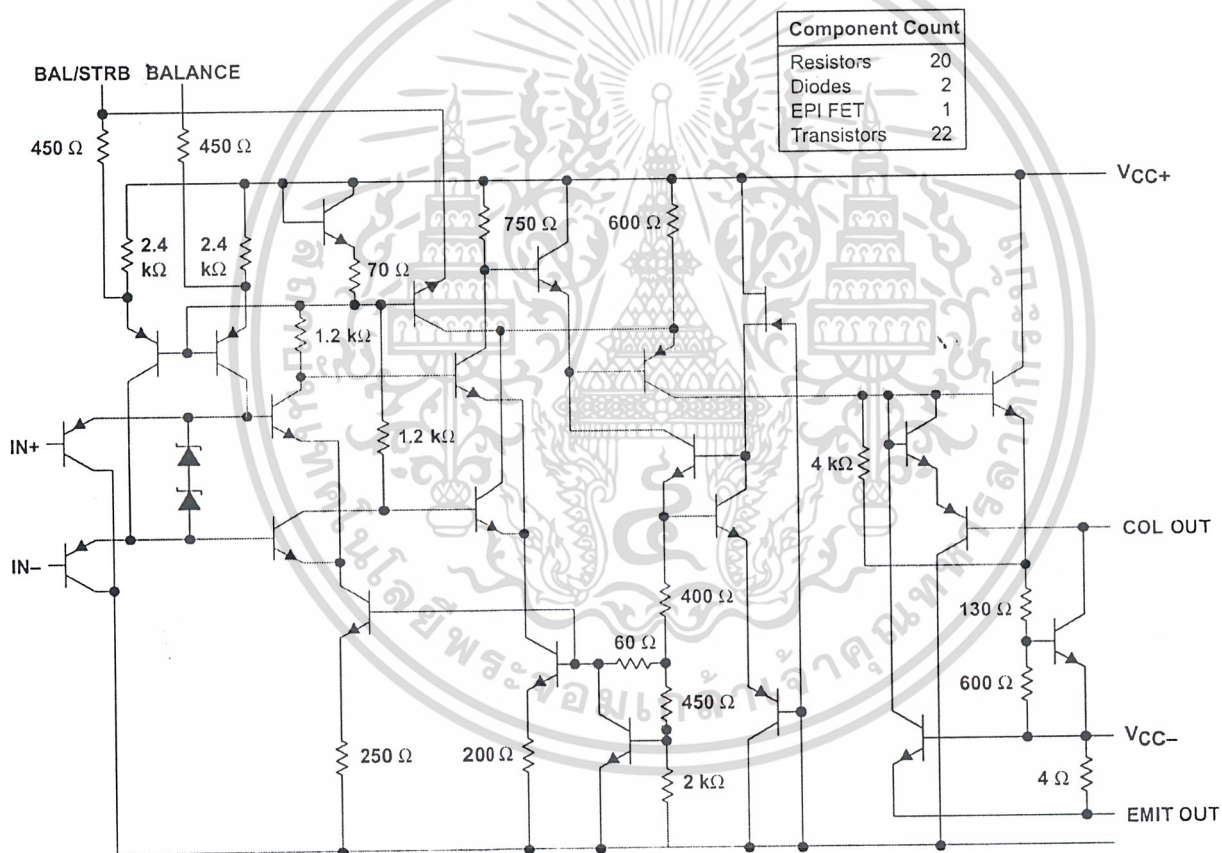 Component Count
Resistors 20
Diodes 2
EPI FET 1
Transistors 22
BAL/STRB BALANCE
450 Ω
450 Ω
VCC+
2.4 kΩ
2.4 kΩ
70 Ω
750 Ω
600 Ω
1.2 kΩ
1.2 kΩ
IN+
4 kΩ
COL OUT
IN–
400 Ω
130 Ω
60 Ω
600 Ω
450 Ω
VCC–
250 Ω
200 Ω
2 kΩ
4 Ω
EMIT OUT